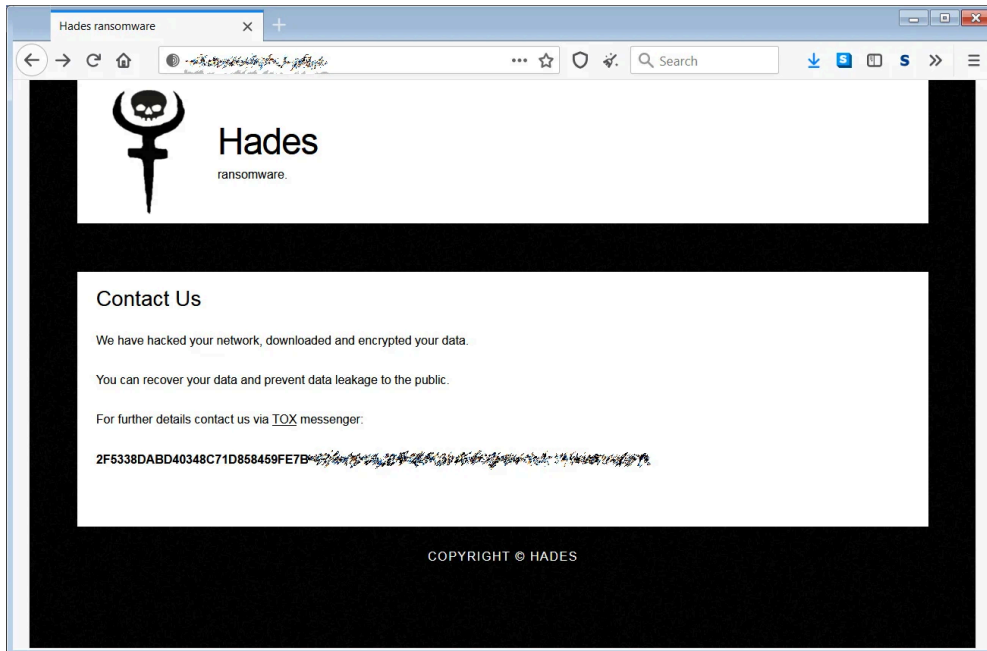 Hades ransomware
Search
Hades
ransomware.
Contact Us
We have hacked your network, downloaded and encrypted your data.
You can recover your data and prevent data leakage to the public.
For further details contact us via TOX messenger:
2F5338DABD40348C71D858459FE7B
COPYRIGHT © HADES